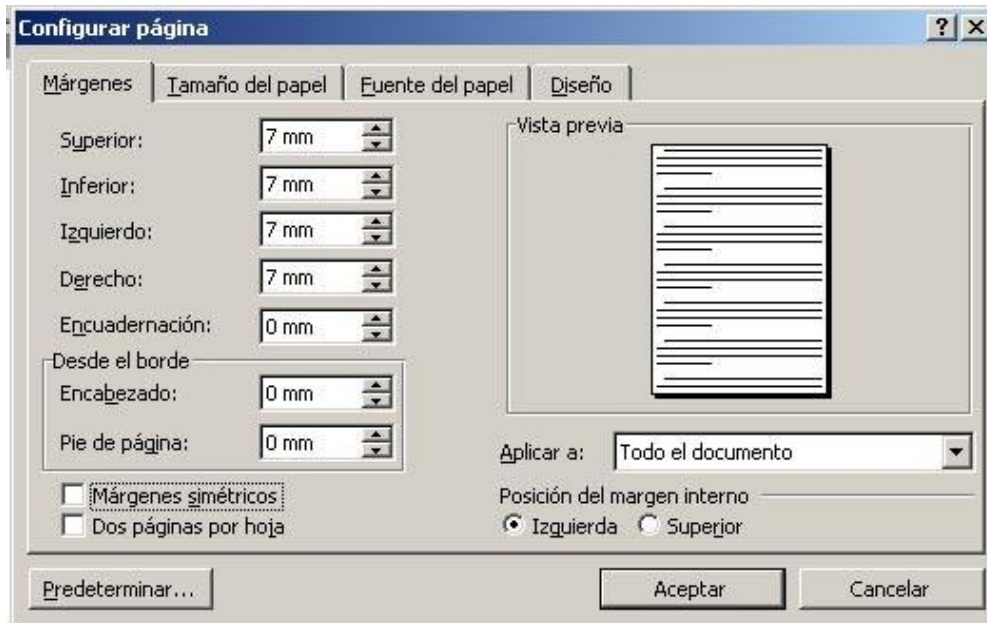 Configurar página
Márgenes Tamaño del papel Fuente del papel Diseño
Superior: 7 mm
Inferior: 7 mm
Izquierdo: 7 mm
Derecho: 7 mm
Encuadernación: 0 mm
Desde el borde
Encabezado: 0 mm
Pie de página: 0 mm
Márgenes simétricos
Dos páginas por hoja
Vista previa
Aplicar a: Todo el documento
Posición del margen interno
Izquierda Superior
Predeterminar... Aceptar Cancelar